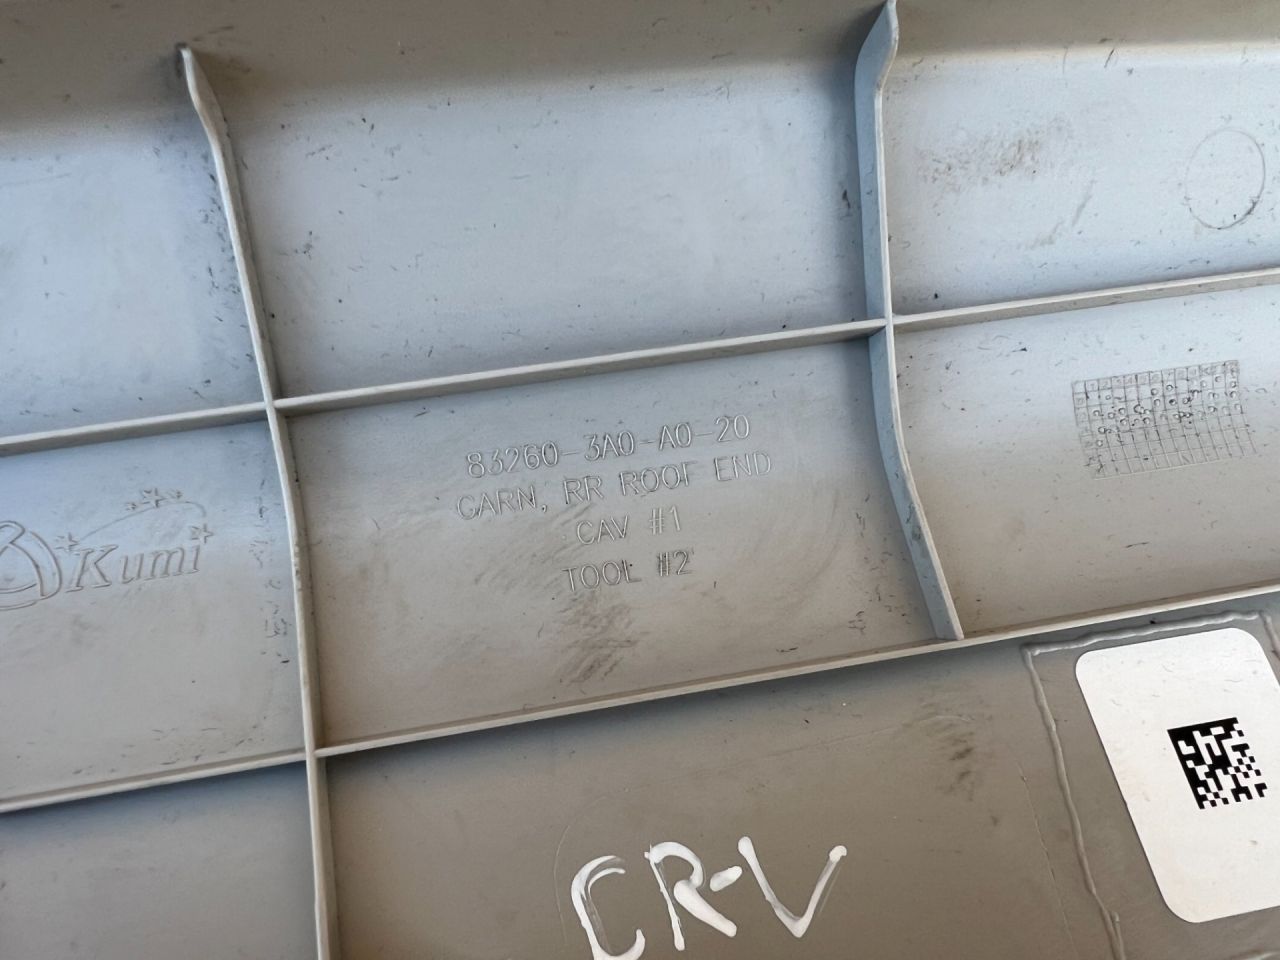 83260-3A0-A0-20
GARN, RR ROOF END
CAV #1
TOOL #2
Kumi
CR-V